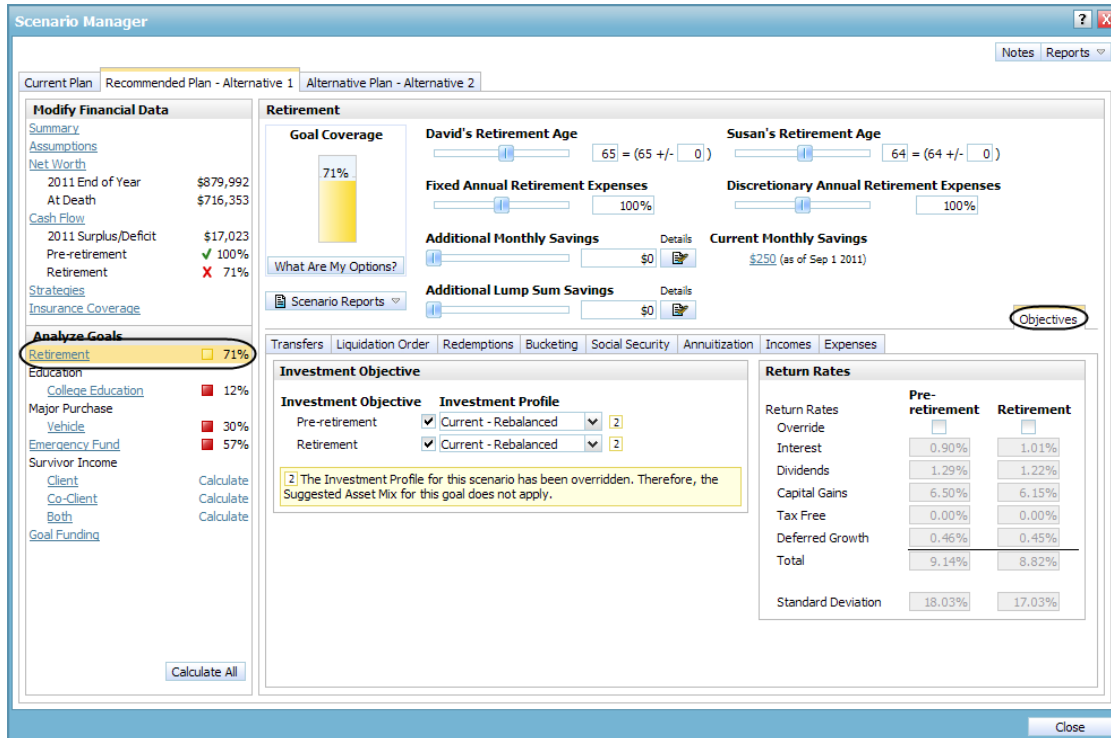 Scenario Manager
? X
Notes Reports
Current Plan Recommended Plan - Alternative 1 Alternative Plan - Alternative 2
Modify Financial Data
Summary
Assumptions
Net Worth
2011 End of Year $879,992
At Death $716,353
Cash Flow
2011 Surplus/Deficit $17,023
Pre-retirement 100%
Retirement 71%
Strategies
Insurance Coverage
Analyze Goals
Retirement 71%
Education
College Education 12%
Major Purchase
Vehicle 30%
Emergency Fund 57%
Survivor Income
Client Calculate
Co-Client Calculate
Both Calculate
Goal Funding
Calculate All
Retirement
Goal Coverage
71%
What Are My Options?
Scenario Reports
David's Retirement Age
65 = (65 +/- 0 )
Susan's Retirement Age
64 = (64 +/- 0 )
Fixed Annual Retirement Expenses
100%
Discretionary Annual Retirement Expenses
100%
Additional Monthly Savings Details
$0
Current Monthly Savings
$250 (as of Sep 1 2011)
Additional Lump Sum Savings Details
$0
Objectives
Transfers Liquidation Order Redemptions Bucketing Social Security Annuitization Incomes Expenses
Investment Objective
Investment Objective Investment Profile
Pre-retirement Current - Rebalanced 2
Retirement Current - Rebalanced 2
2 The Investment Profile for this scenario has been overridden. Therefore, the
Suggested Asset Mix for this goal does not apply.
Return Rates
Return Rates Pre-retirement Retirement
Override
Interest 0.90% 1.01%
Dividends 1.29% 1.22%
Capital Gains 6.50% 6.15%
Tax Free 0.00% 0.00%
Deferred Growth 0.46% 0.45%
Total 9.14% 8.82%
Standard Deviation 18.03% 17.03%
Close